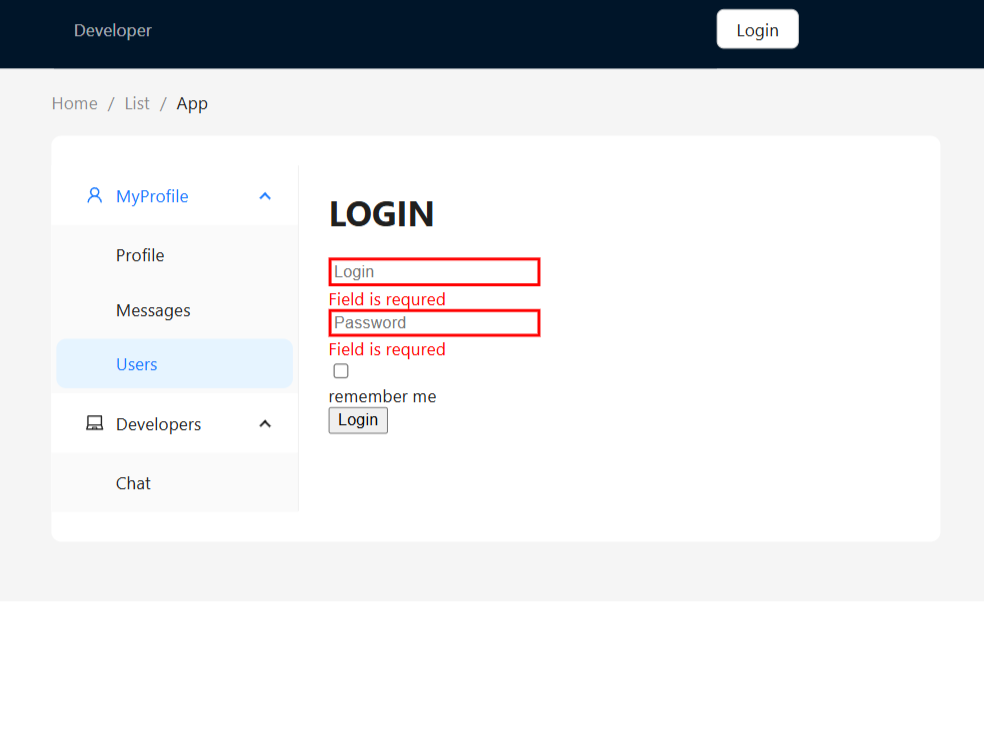 Developer
Login
Home / List / App
MyProfile
Profile
Messages
Users
Developers
Chat
LOGIN
Login
Field is requred
Password
Field is requred
remember me
Login